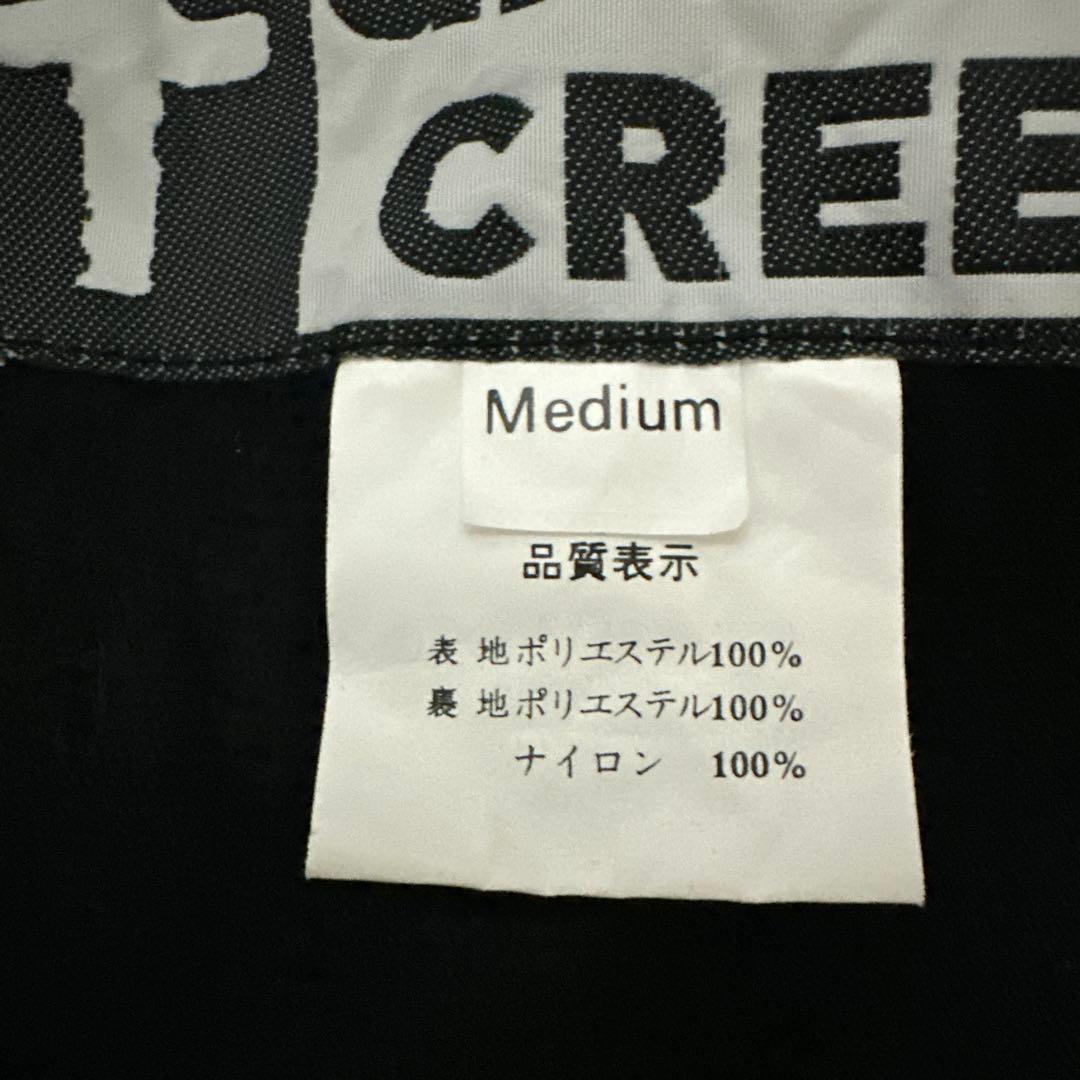 CREE
Medium
品質表示
表 地ポリエステル100%
裏 地ポリエステル100%
ナイロン 100%